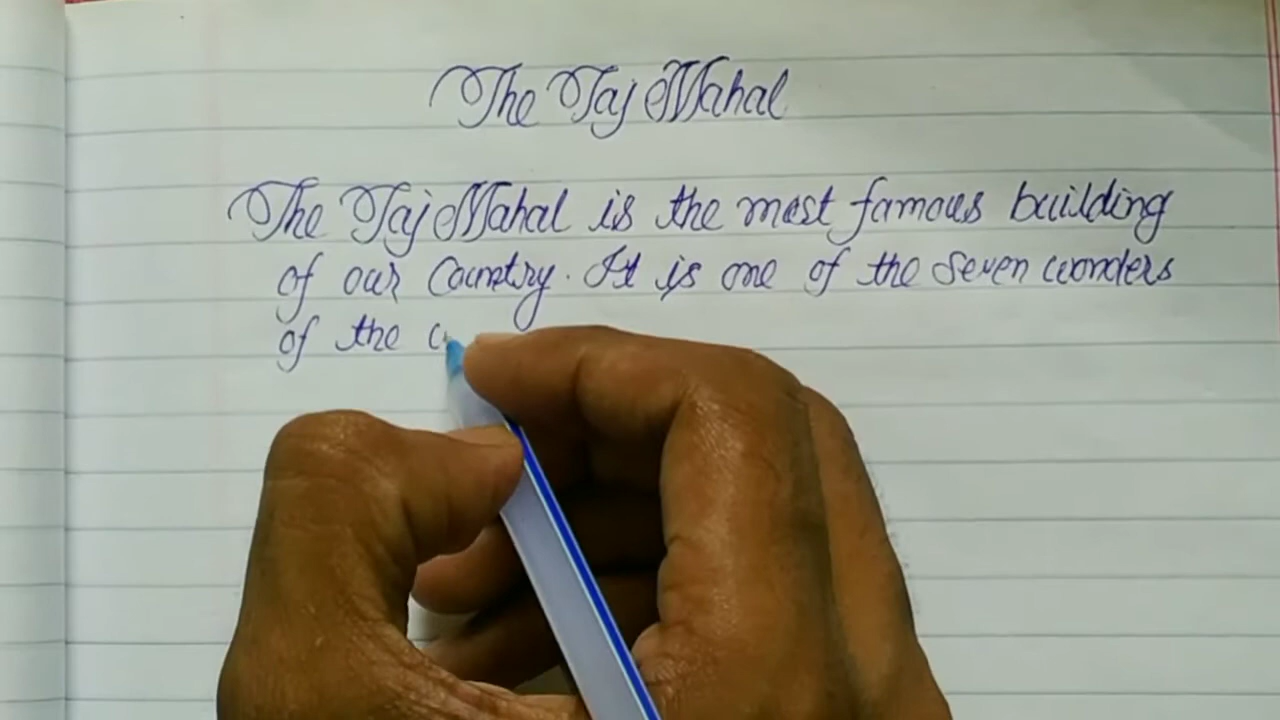 The Taj Mahal
The Taj Mahal is the most famous building
of our Country. It is one of the Seven wonders
of the